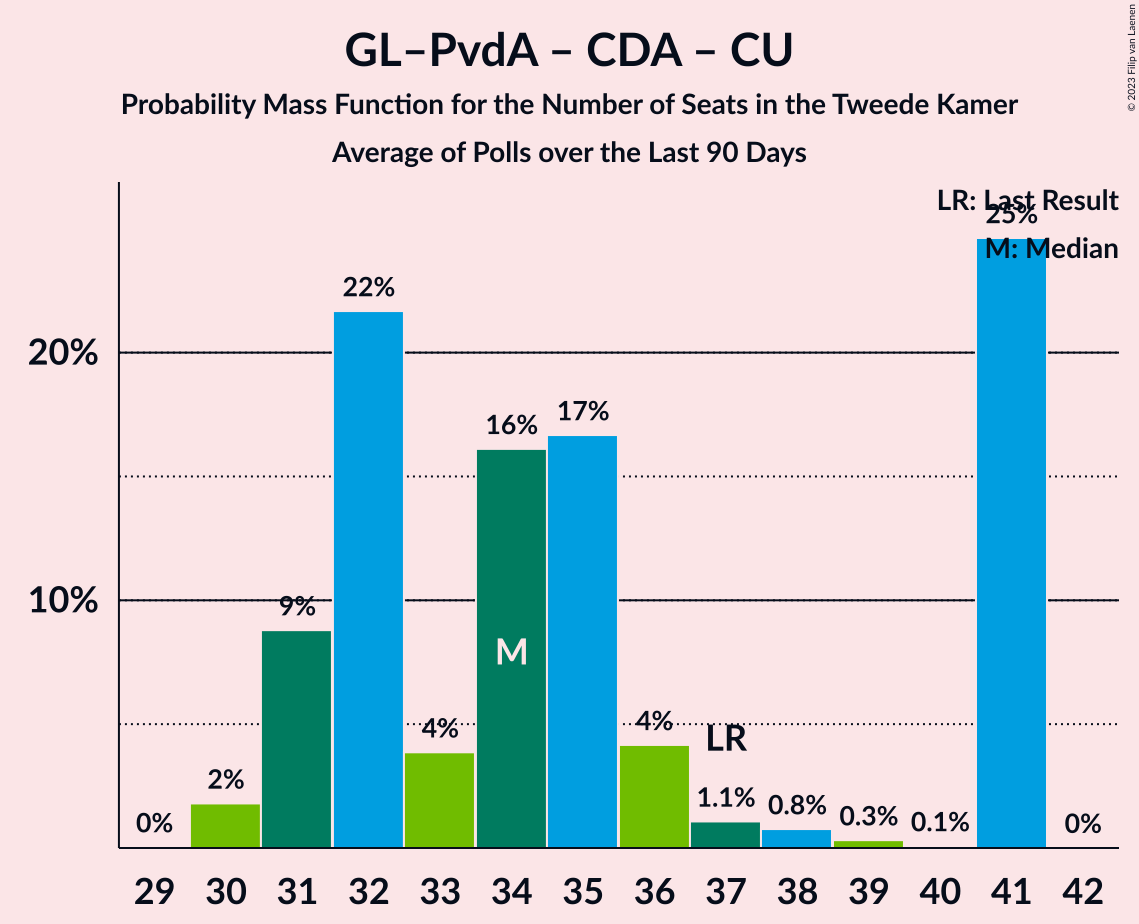 GL–PvdA – CDA – CU
Probability Mass Function for the Number of Seats in the Tweede Kamer
Average of Polls over the Last 90 Days
© 2023 Filip van Laenen
LR: Last Result
M: Median
20%
10%
0%
2%
9%
22%
4%
16%
17%
4%
1.1%
0.8%
0.3%
0.1%
25%
0%
M
LR
29 30 31 32 33 34 35 36 37 38 39 40 41 42